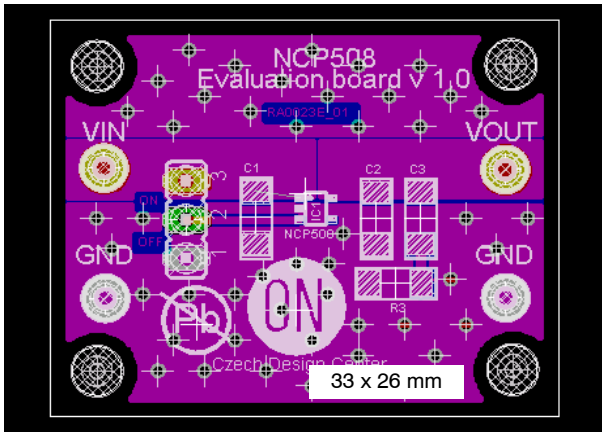 NCP508
Evaluation board v 1,0
RA0023E_01
VIN
VOUT
C1
C2
C3
3
ON
2
IC1
NCP508
OFF
1
GND
GND
R3
Pb
ON
Czech Design Center
33 x 26 mm